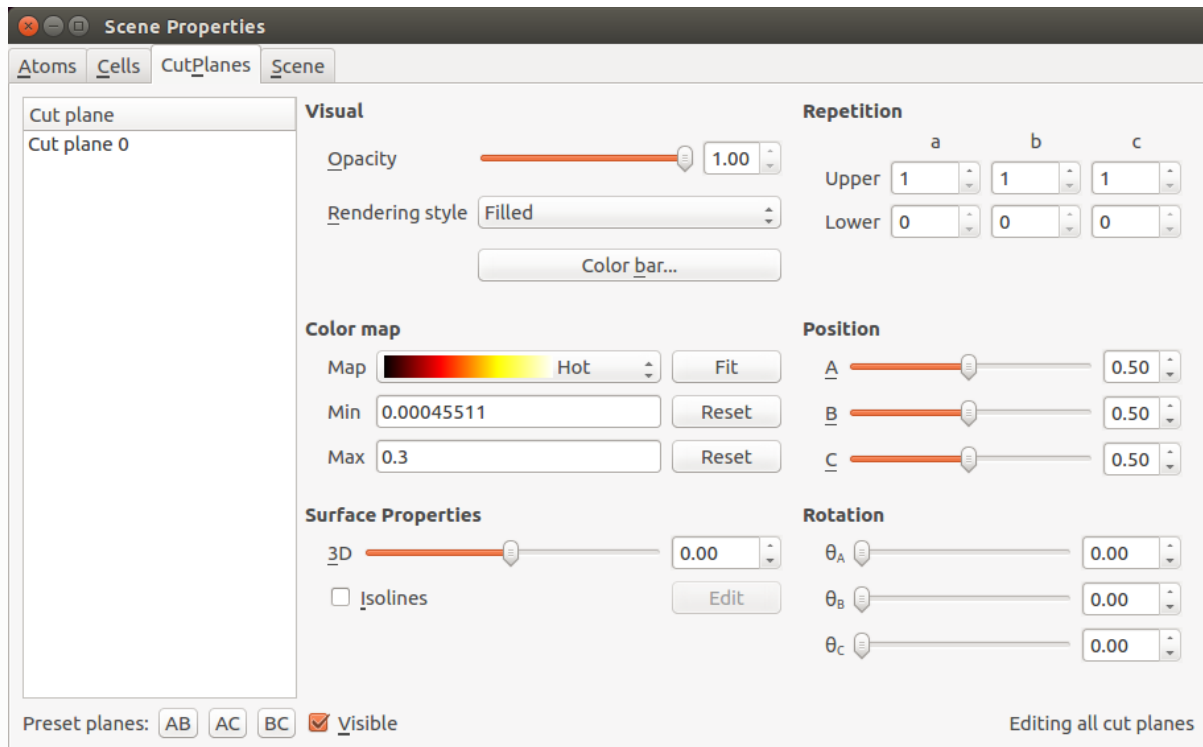 Scene Properties
Atoms Cells CutPlanes Scene
Cut plane
Cut plane 0
Visual
Opacity 1.00
Rendering style Filled
Color bar...
Color map
Map Hot Fit
Min 0.00045511 Reset
Max 0.3 Reset
Surface Properties
3D 0.00
Isolines Edit
Repetition
a b c
Upper 1 1 1
Lower 0 0 0
Position
A 0.50
B 0.50
C 0.50
Rotation
θA 0.00
θB 0.00
θC 0.00
Preset planes: AB AC BC Visible Editing all cut planes